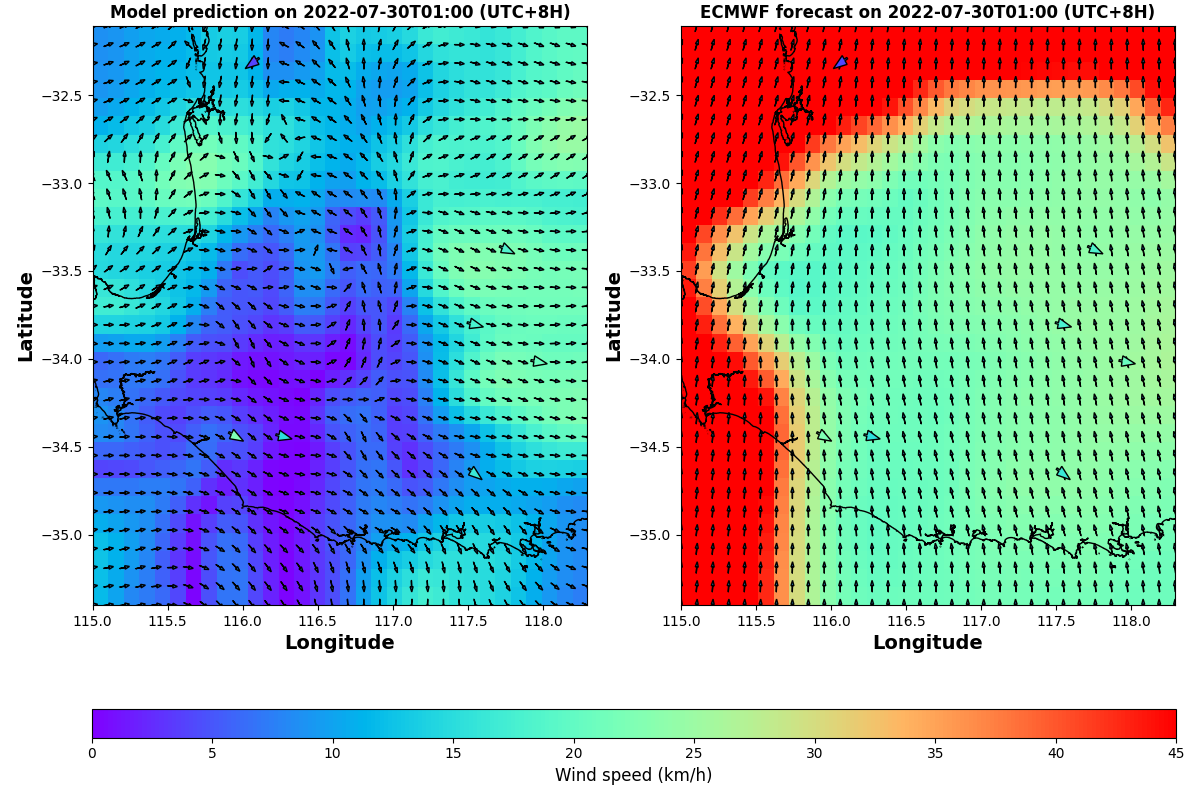 Model prediction on 2022-07-30T01:00 (UTC+8H)
ECMWF forecast on 2022-07-30T01:00 (UTC+8H)
Latitude
−32.5
−33.0
−33.5
−34.0
−34.5
−35.0
115.0 115.5 116.0 116.5 117.0 117.5 118.0
Longitude
Latitude
−32.5
−33.0
−33.5
−34.0
−34.5
−35.0
115.0 115.5 116.0 116.5 117.0 117.5 118.0
Longitude
0 5 10 15 20 25 30 35 40 45
Wind speed (km/h)